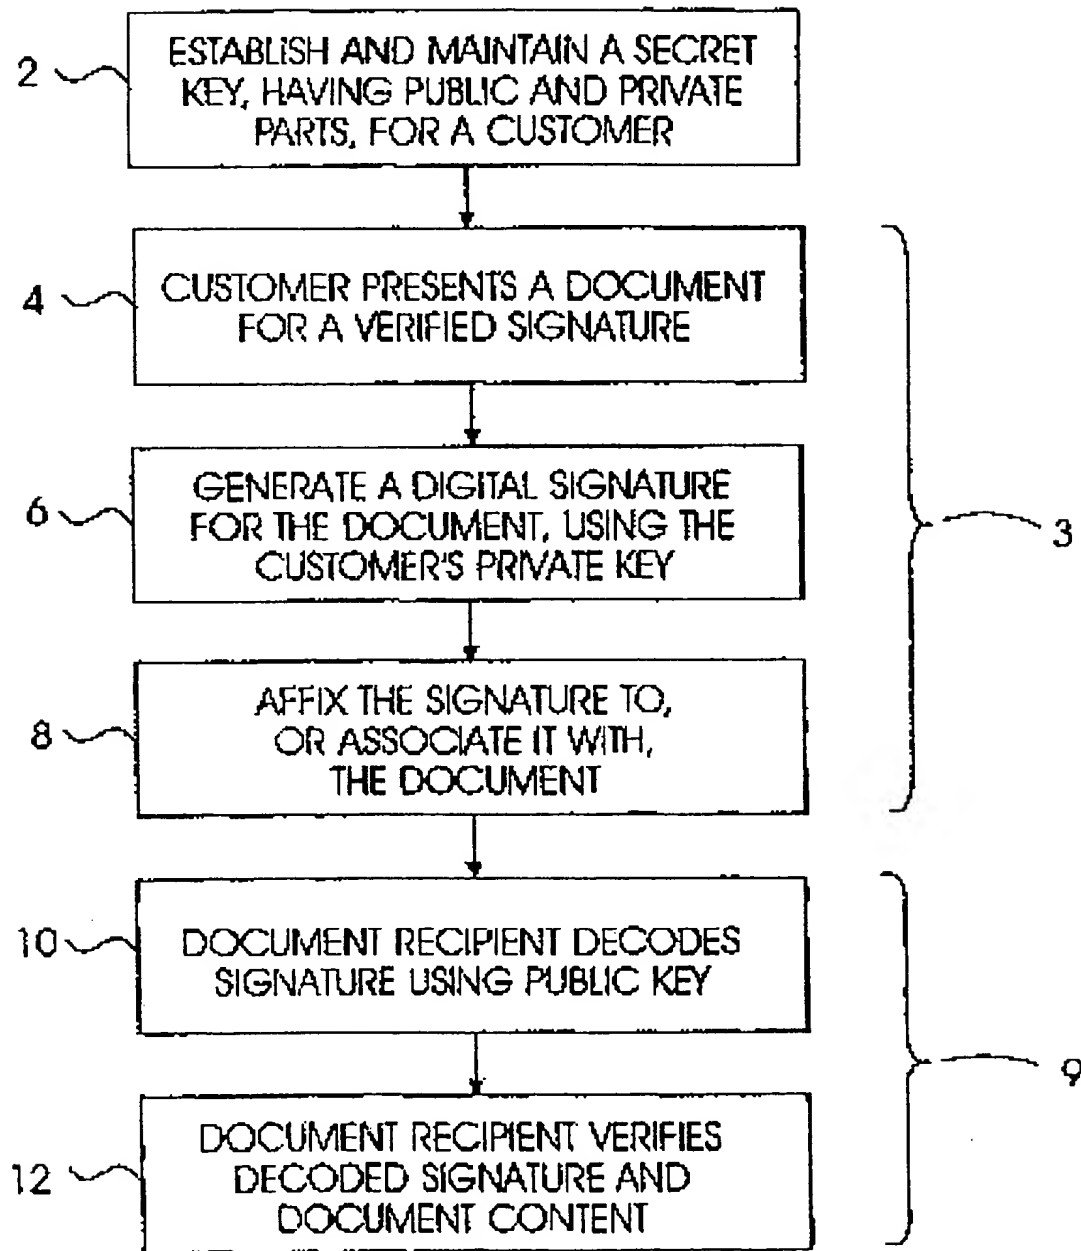 2
ESTABLISH AND MAINTAIN A SECRET
KEY, HAVING PUBLIC AND PRIVATE
PARTS, FOR A CUSTOMER
4
CUSTOMER PRESENTS A DOCUMENT
FOR A VERIFIED SIGNATURE
6
GENERATE A DIGITAL SIGNATURE
FOR THE DOCUMENT, USING THE
CUSTOMER'S PRIVATE KEY
3
8
AFFIX THE SIGNATURE TO,
OR ASSOCIATE IT WITH,
THE DOCUMENT
10
DOCUMENT RECIPIENT DECODES
SIGNATURE USING PUBLIC KEY
9
12
DOCUMENT RECIPIENT VERIFIES
DECODED SIGNATURE AND
DOCUMENT CONTENT